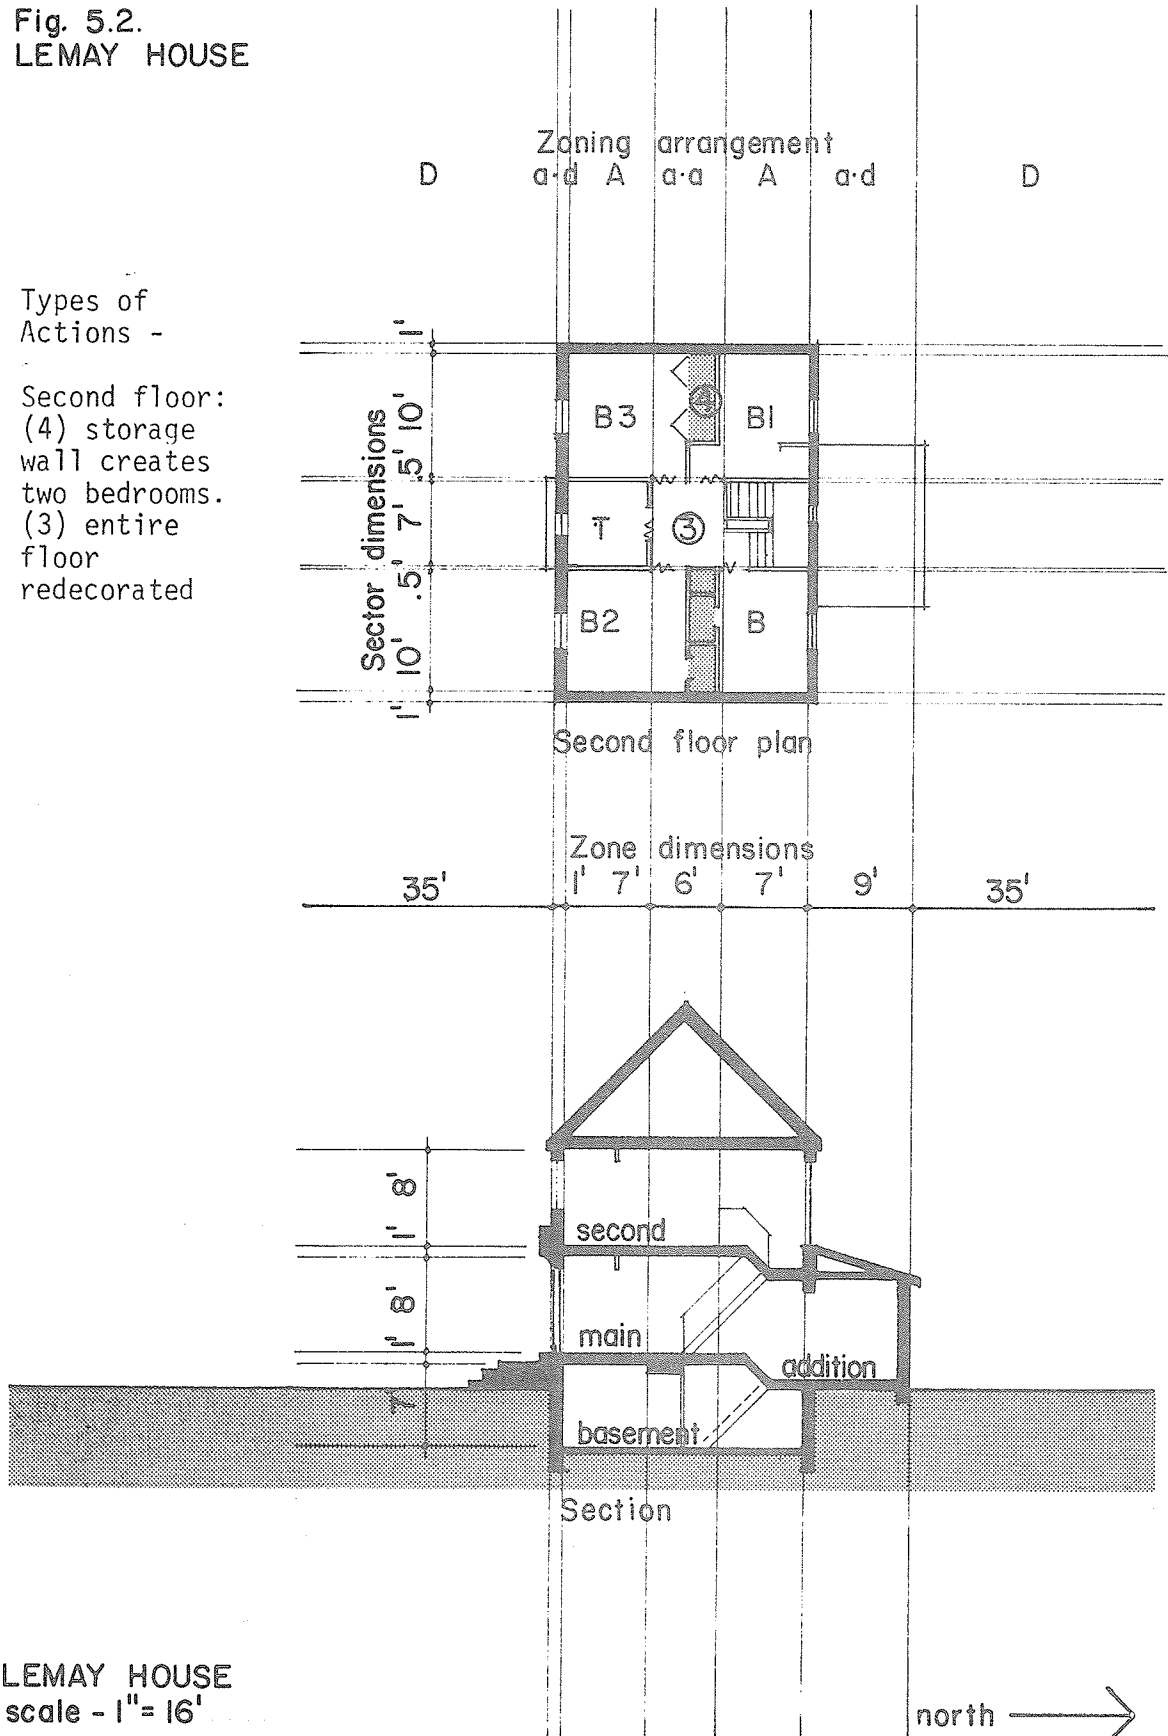 Fig. 5.2.
LEMAY HOUSE
Zoning arrangement
D a·d A a·a A a·d D
Types of
Actions -
Second floor:
(4) storage
wall creates
two bedrooms.
(3) entire
floor
redecorated
Sector dimensions
1' 10' .5' 7' .5' 10' 1'
B3 4 B1
T 3
B2 B
Second floor plan
Zone dimensions
35' 1' 7' 6' 7' 9' 35'
8'
1'
8'
1'
7'
second
main
addition
basement
Section
LEMAY HOUSE
scale - 1"= 16'
north